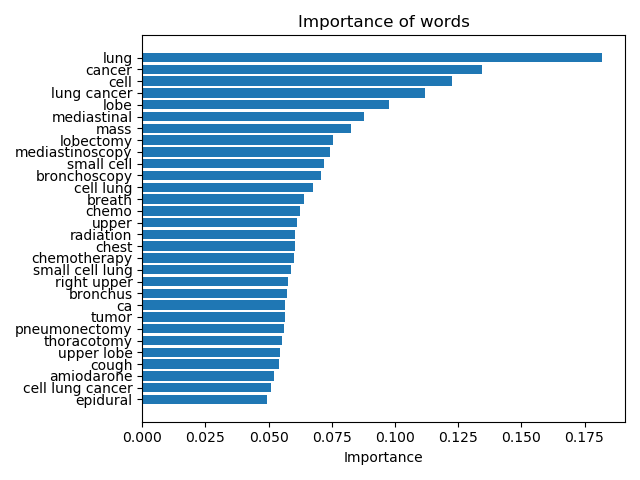 Importance of words
lung
cancer
cell
lung cancer
lobe
mediastinal
mass
lobectomy
mediastinoscopy
small cell
bronchoscopy
cell lung
breath
chemo
upper
radiation
chest
chemotherapy
small cell lung
right upper
bronchus
ca
tumor
pneumonectomy
thoracotomy
upper lobe
cough
amiodarone
cell lung cancer
epidural
0.000 0.025 0.050 0.075 0.100 0.125 0.150 0.175
Importance